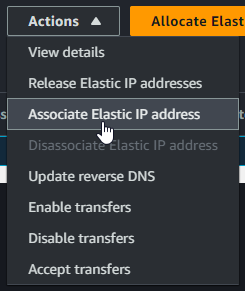 Actions
Allocate Elast
View details
Release Elastic IP addresses
Associate Elastic IP address
Disassociate Elastic IP address
Update reverse DNS
Enable transfers
Disable transfers
Accept transfers